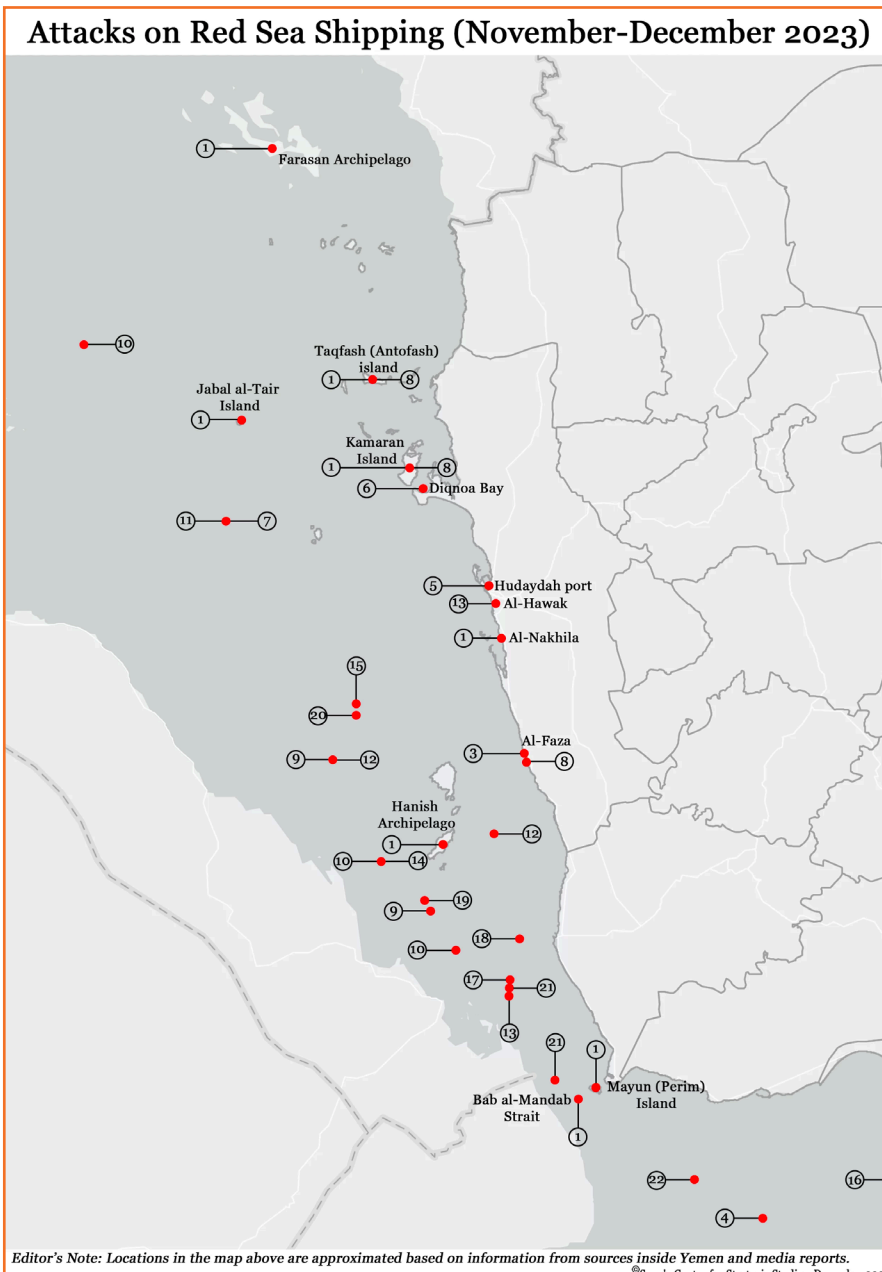 Attacks on Red Sea Shipping (November-December 2023)
1
Farasan Archipelago
10
Taqfash (Antofash)
island
1
8
Jabal al-Tair
Island
1
Kamaran
Island
1
8
6
Diqnoa Bay
11
7
5
Hudaydah port
13
Al-Hawak
1
Al-Nakhila
15
20
Al-Faza
3
8
9
12
Hanish
Archipelago
12
1
10
14
19
9
18
10
17
21
13
21
1
Mayun (Perim)
Island
Bab al-Mandab
Strait
1
22
16
4
Editor's Note: Locations in the map above are approximated based on information from sources inside Yemen and media reports.